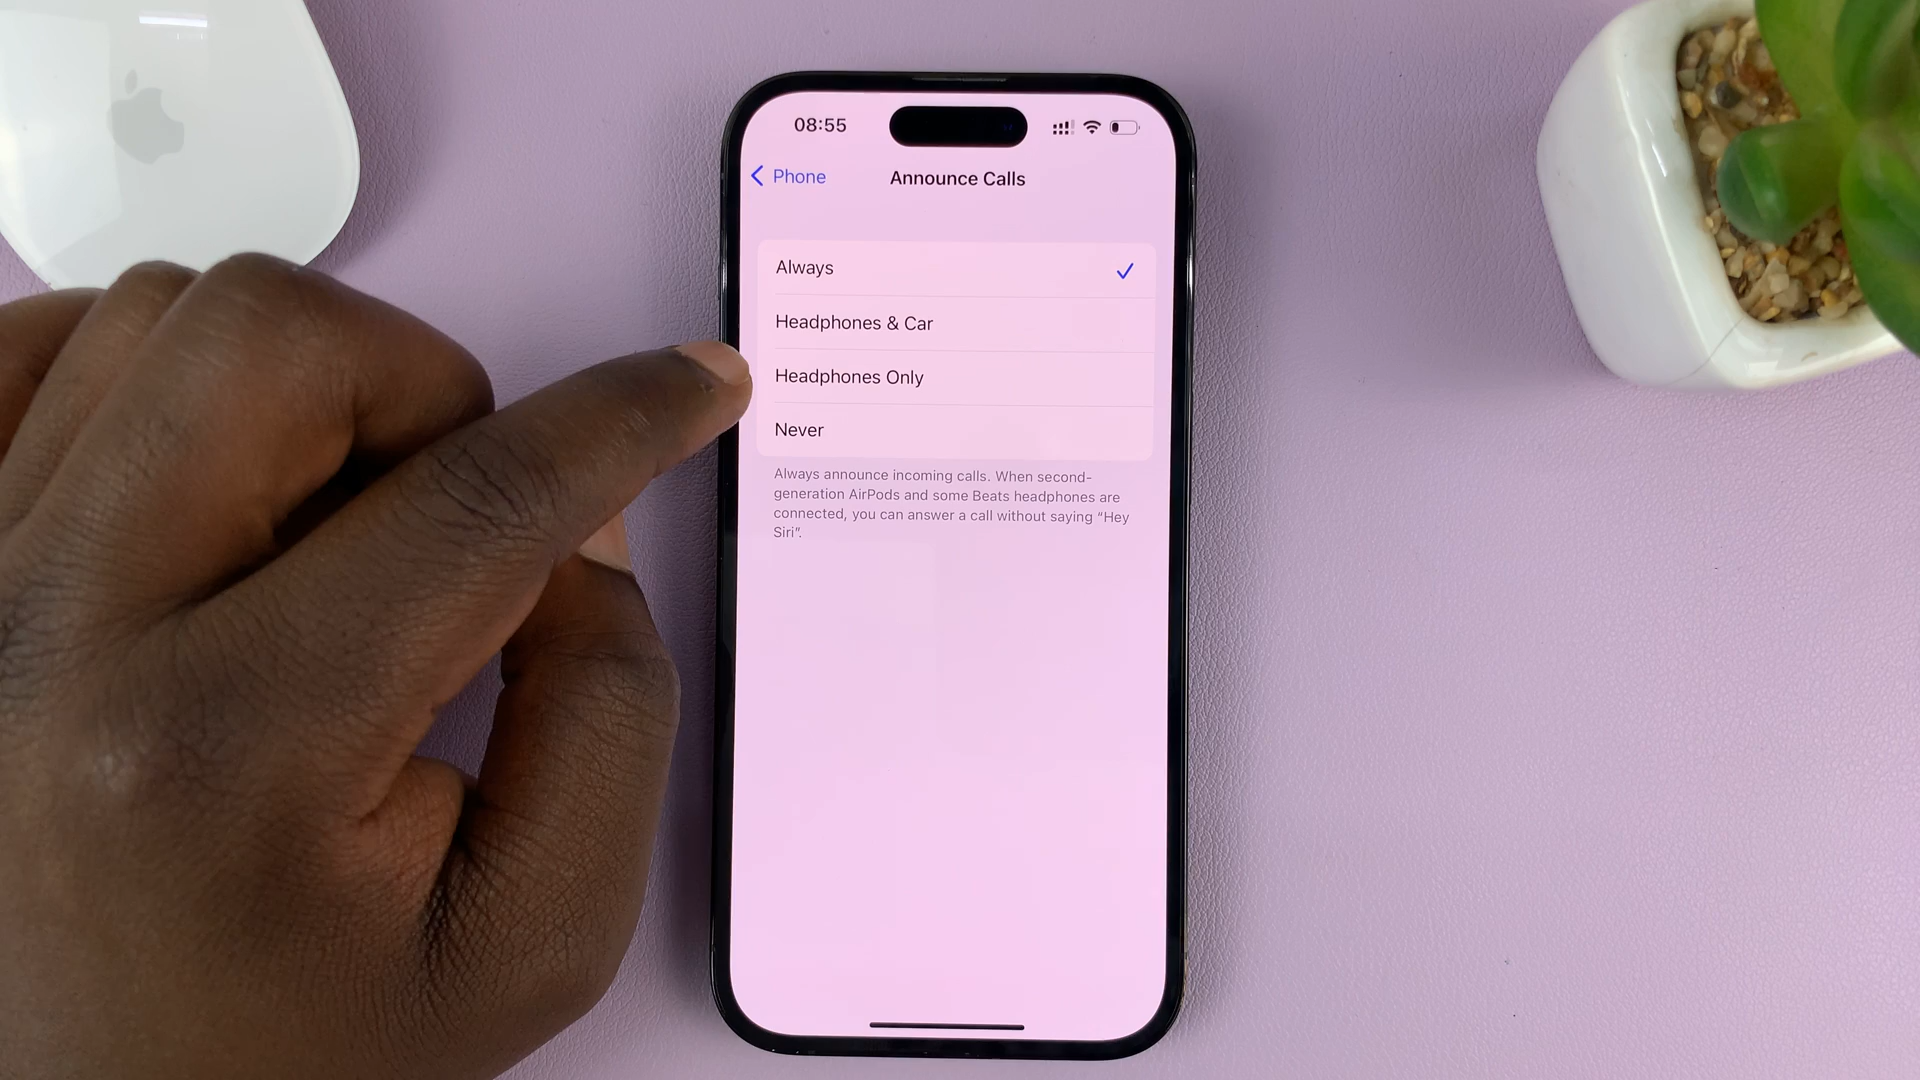 08:55
Phone
Announce Calls
Always
Headphones & Car
Headphones Only
Never
Always announce incoming calls. When second-
generation AirPods and some Beats headphones are
connected, you can answer a call without saying “Hey
Siri”.